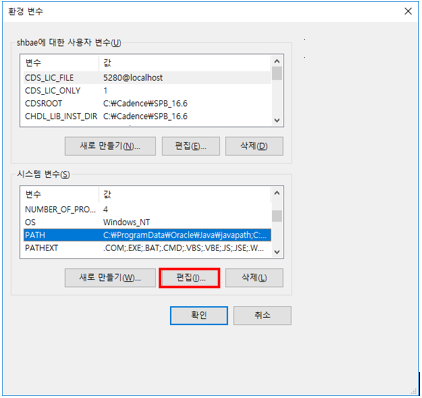 환경 변수
shbae에 대한 사용자 변수(U)
변수 값
CDS_LIC_FILE 5280@localhost
CDS_LIC_ONLY 1
CDSROOT C:₩Cadence₩SPB_16.6
CHDL_LIB_INST_DIR C:₩Cadence₩SPB_16.6
새로 만들기(N)... 편집(E)... 삭제(D)
시스템 변수(S)
변수 값
NUMBER_OF_PRO... 4
OS Windows_NT
PATH C:₩ProgramData₩Oracle₩Java₩javapath;C:...
PATHEXT .COM;.EXE;.BAT;.CMD;.VBS;.VBE;.JS;.JSE;.W...
새로 만들기(W)... 편집(I)... 삭제(L)
확인 취소